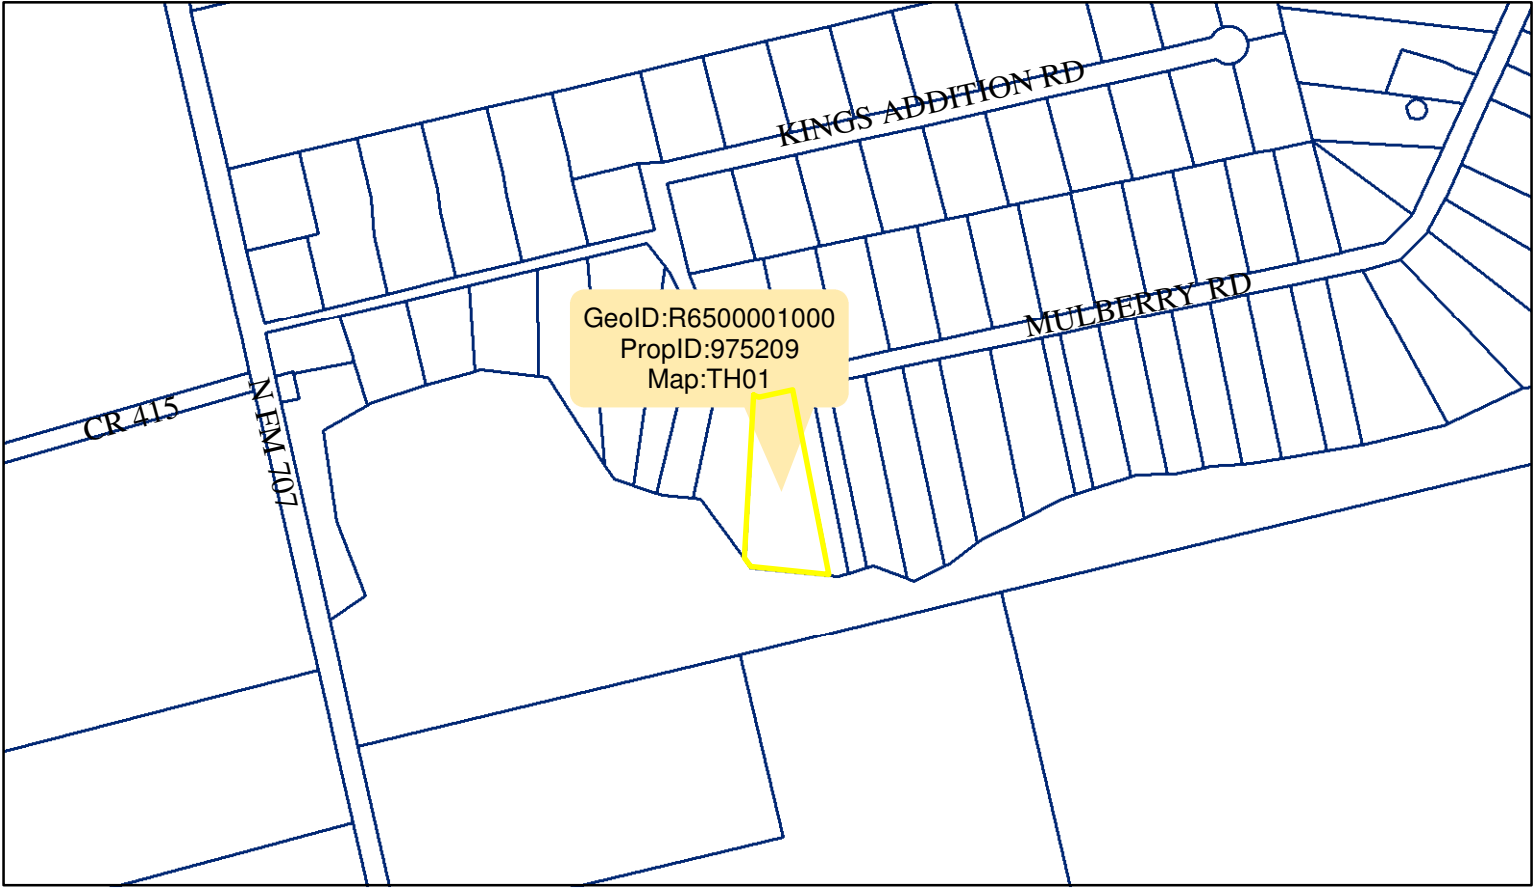 KINGS ADDITION RD
MULBERRY RD
GeoID:R6500001000
PropID:975209
Map:TH01
CR 415
N FM 707